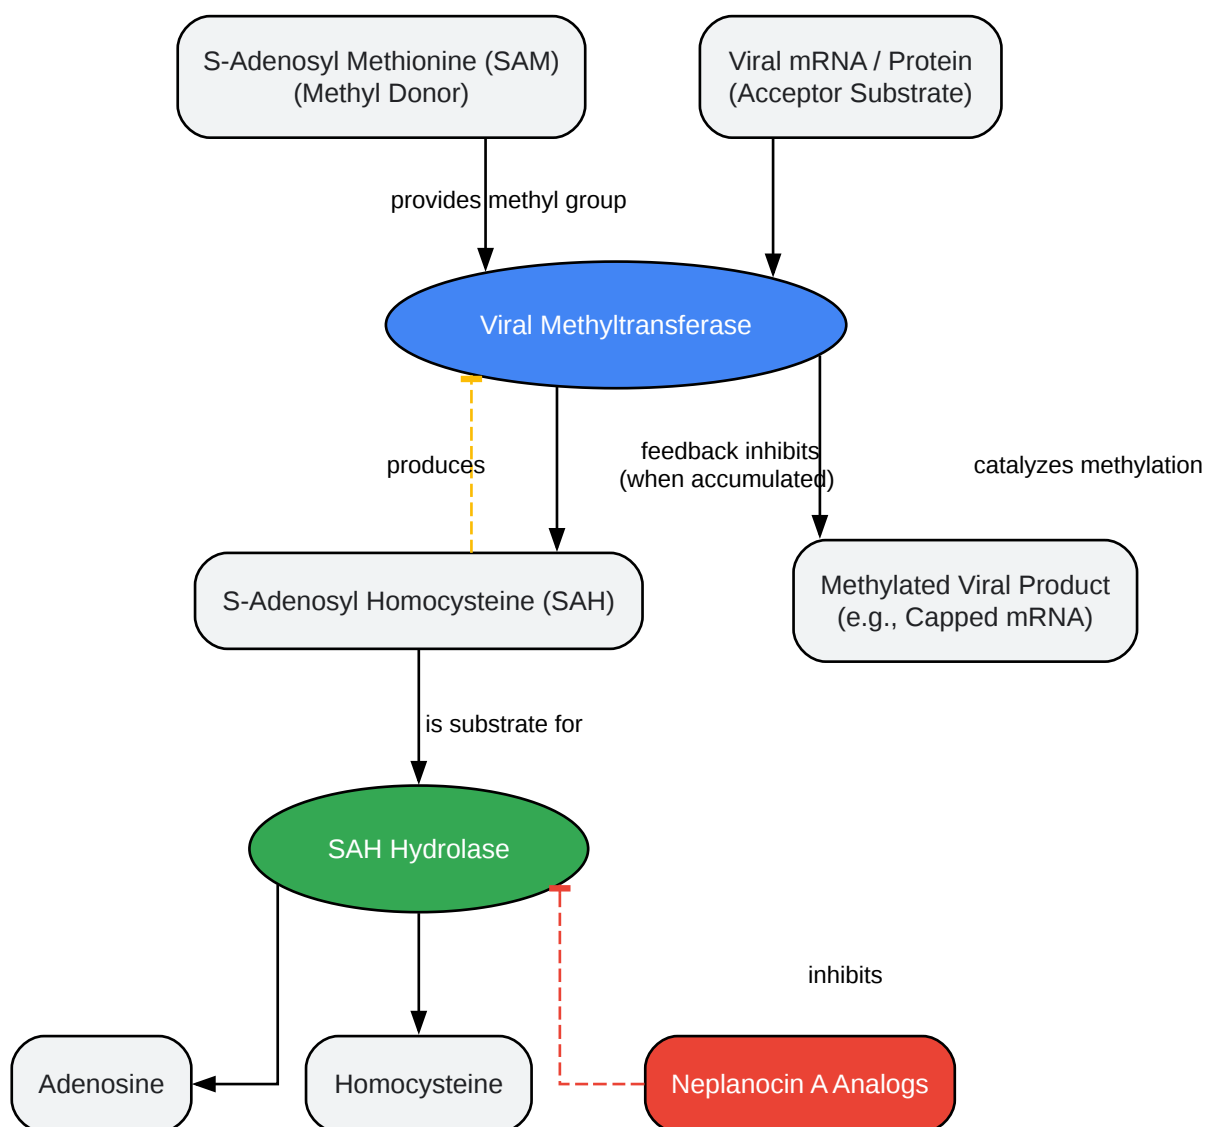 S-Adenosyl Methionine (SAM)
(Methyl Donor)
Viral mRNA / Protein
(Acceptor Substrate)
provides methyl group
Viral Methyltransferase
produces
feedback inhibits
(when accumulated)
catalyzes methylation
S-Adenosyl Homocysteine (SAH)
Methylated Viral Product
(e.g., Capped mRNA)
is substrate for
SAH Hydrolase
inhibits
Adenosine
Homocysteine
Neplanocin A Analogs